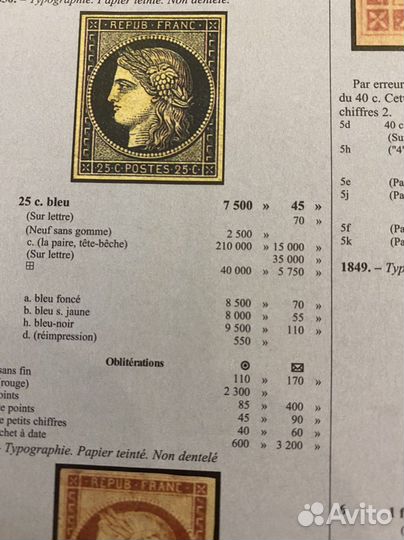 – Typographie. Papier teinté. Non dentelé
REPUB·FRANC
25·C·POSTES·25·C
25 c. bleu 7 500 » 45 »
(Sur lettre) 70 »
(Neuf sans gomme) 2 500 »
c. (la paire, tête-bêche) 210 000 » 15 000 »
(Sur lettre) 35 000 »
40 000 » 5 750 »
a. bleu foncé 8 500 » 70 »
b. bleu s. jaune 8 000 » 55 »
h. bleu-noir 9 500 » 110 »
d. (réimpression) 550 »
Oblitérations
sans fin 110 » 170 »
(rouge) 2 300 »
points 85 » 400 »
e points 45 » 90 »
e petits chiffres 40 » 60 »
chet à date 600 » 3 200 »
– Typographie. Papier teinté. Non dentelé
REPUB·FRANC
Par erreur
du 40 c. Cet
chiffres 2.
5d 40 c
(Su
5h ("4"
5e (Pa
5j (Pa
5f (Pa
5k (Pa
1849. – Typo
6
Avito